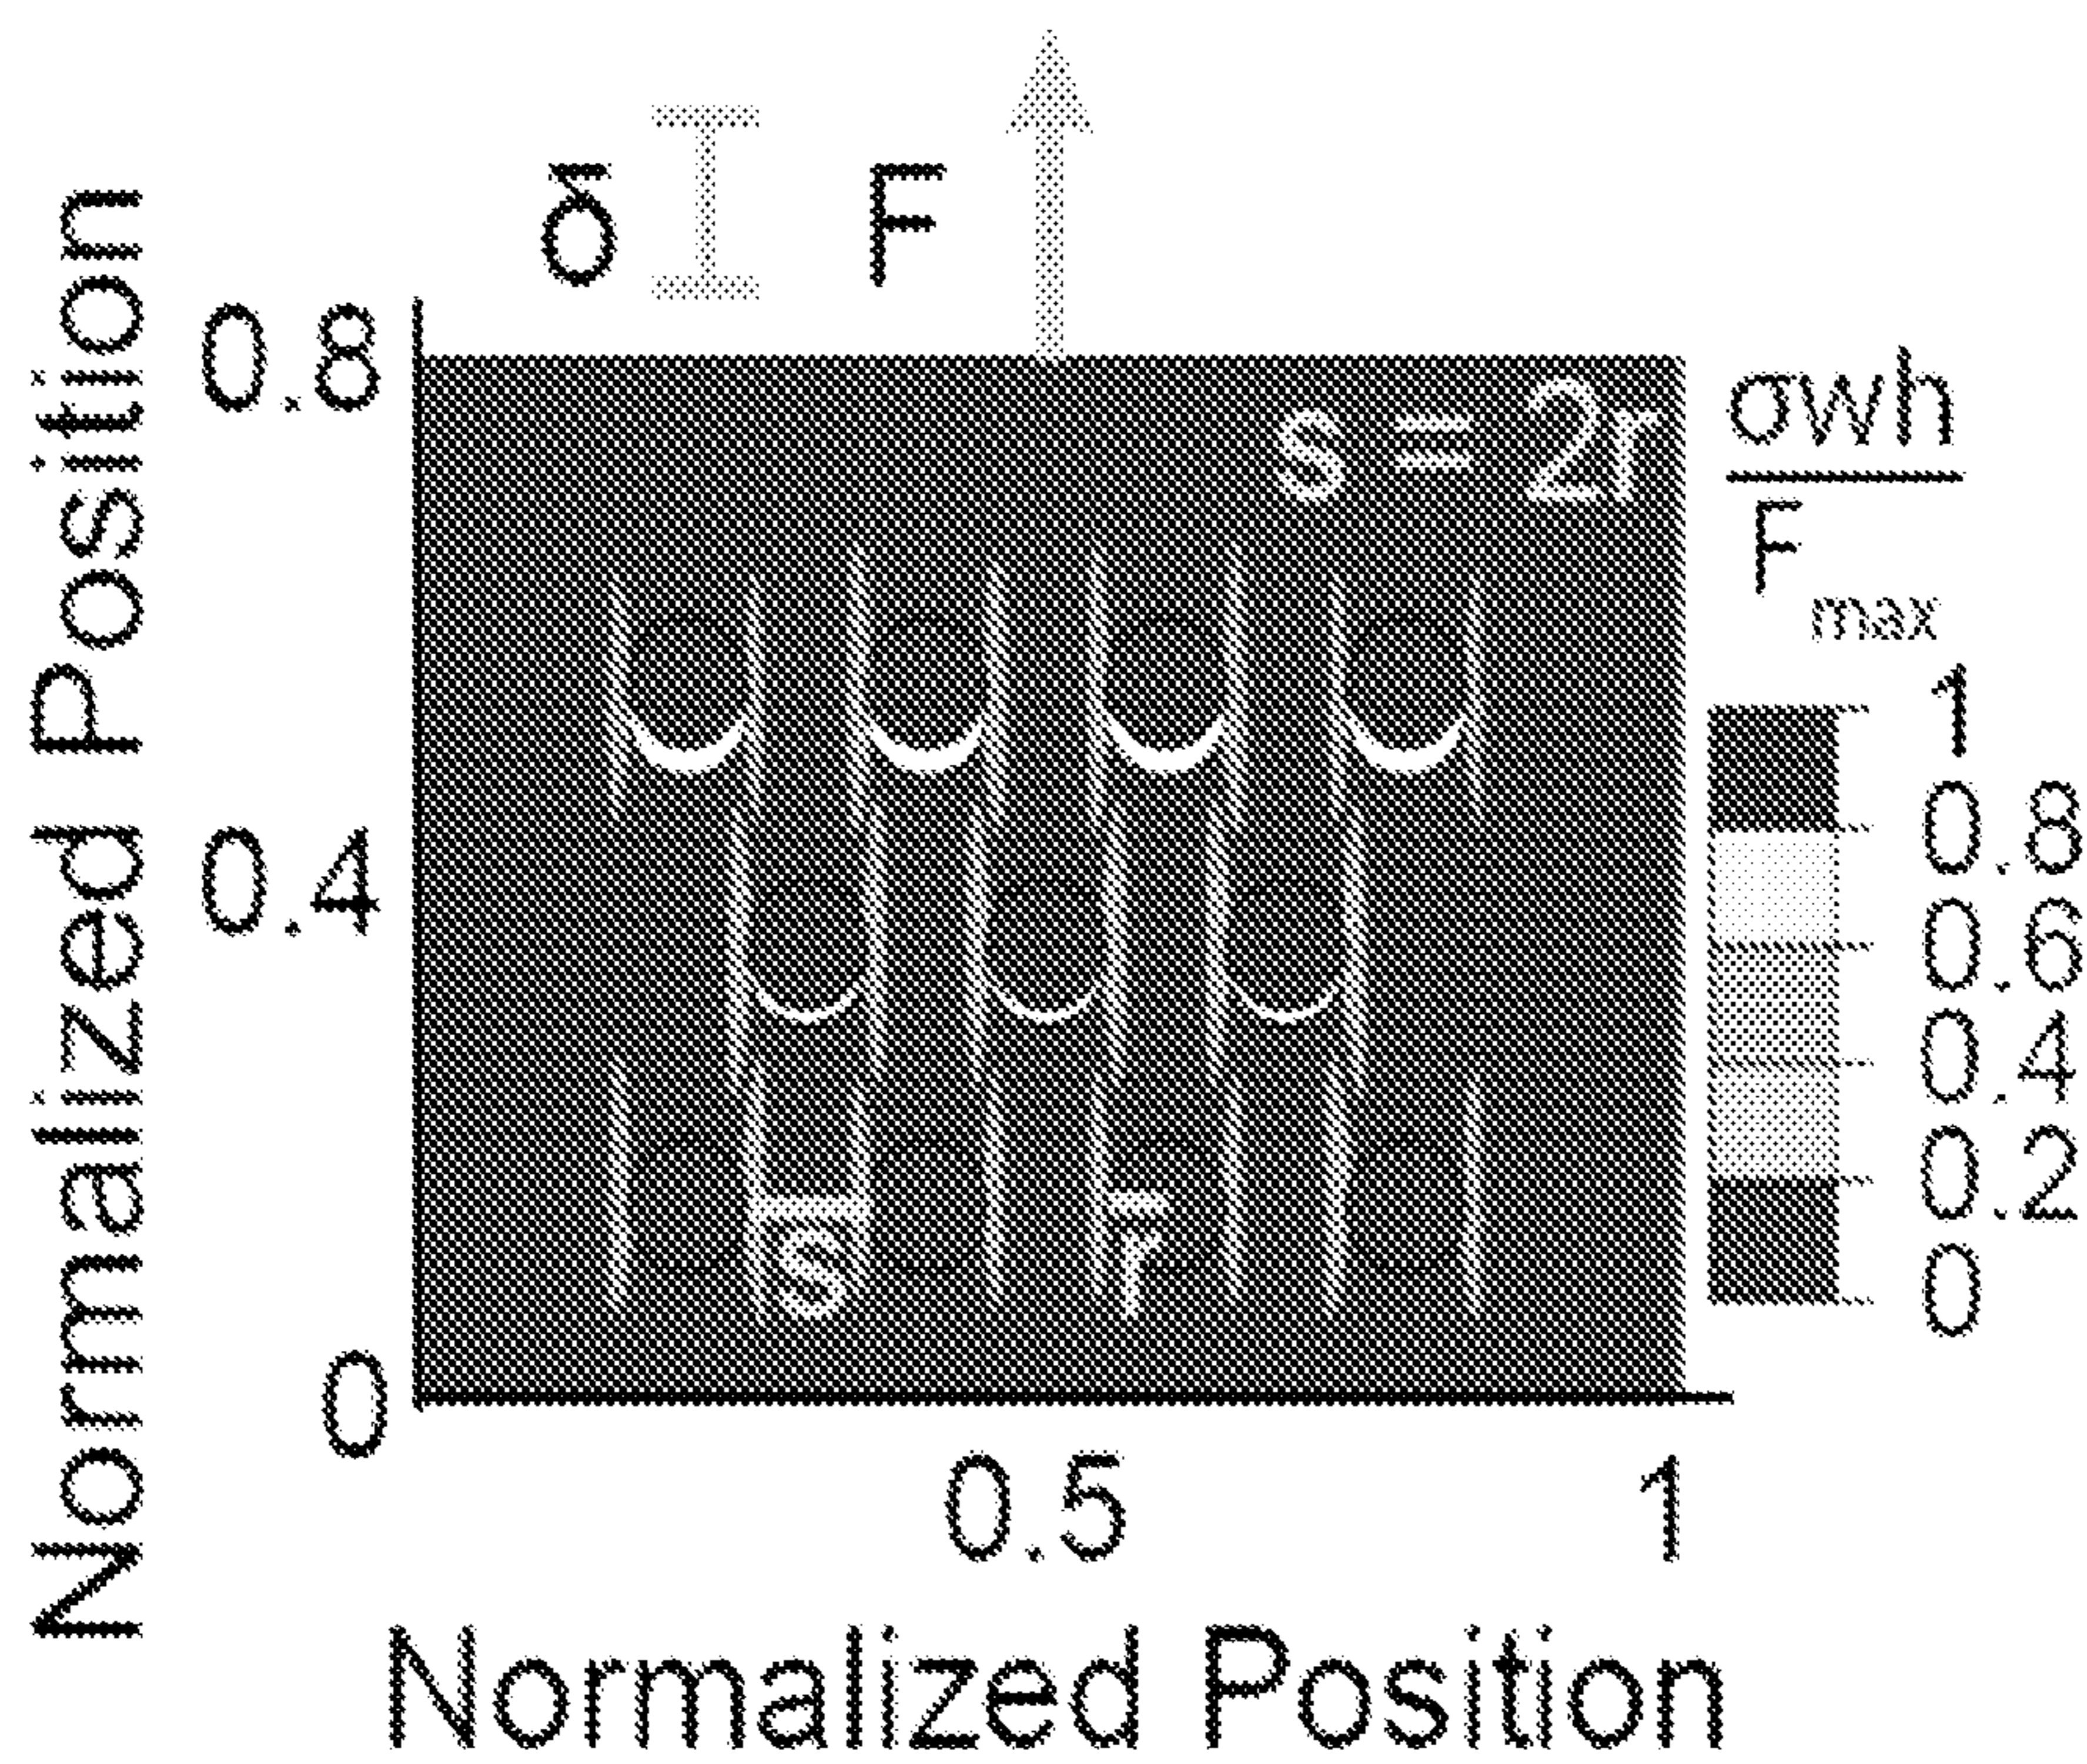 δ F
0.8
0.4
0
Normalized Position
s = 2r
s r
σwh
F max
1
0.8
0.6
0.4
0.2
0
0.5 1
Normalized Position